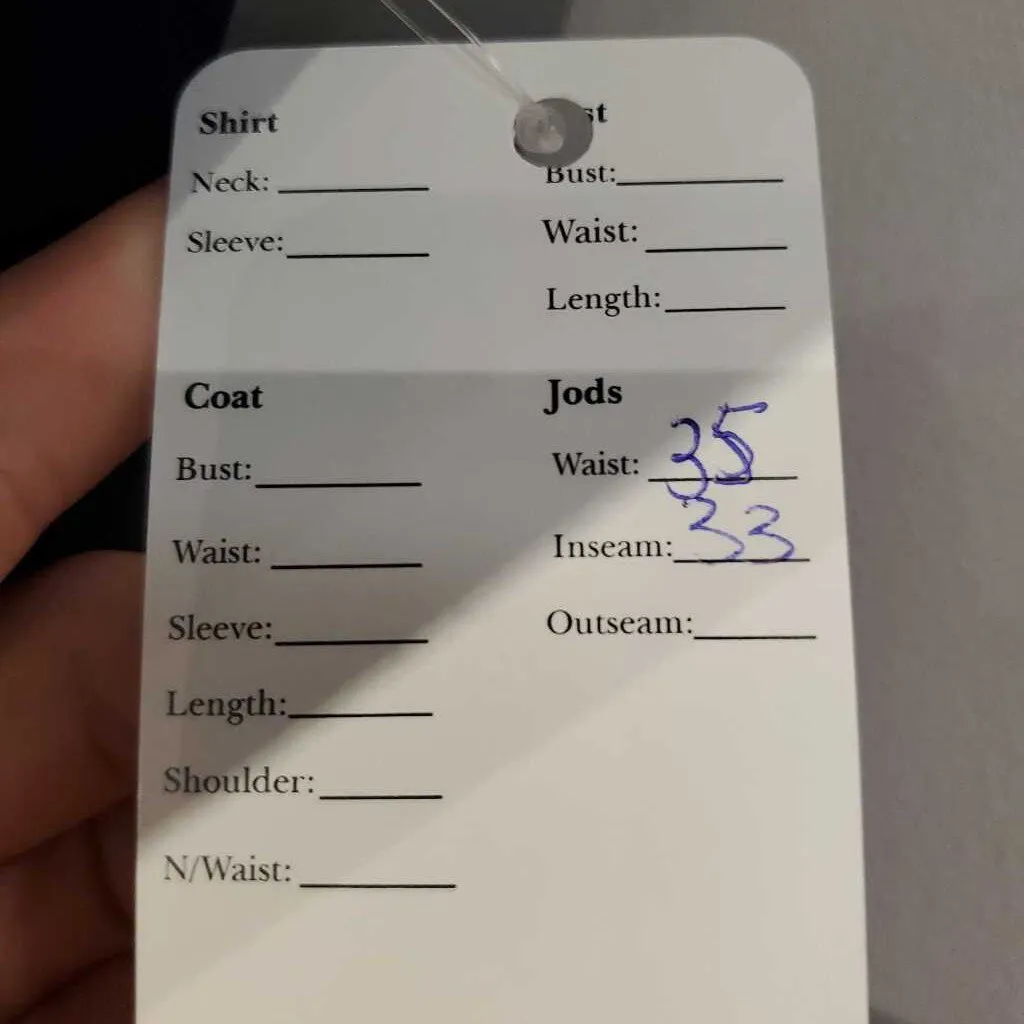 Shirt
Neck:
Sleeve:
st
Bust:
Waist:
Length:
Coat
Bust:
Waist:
Sleeve:
Length:
Shoulder:
N/Waist:
Jods
Waist: 35
Inseam: 33
Outseam: